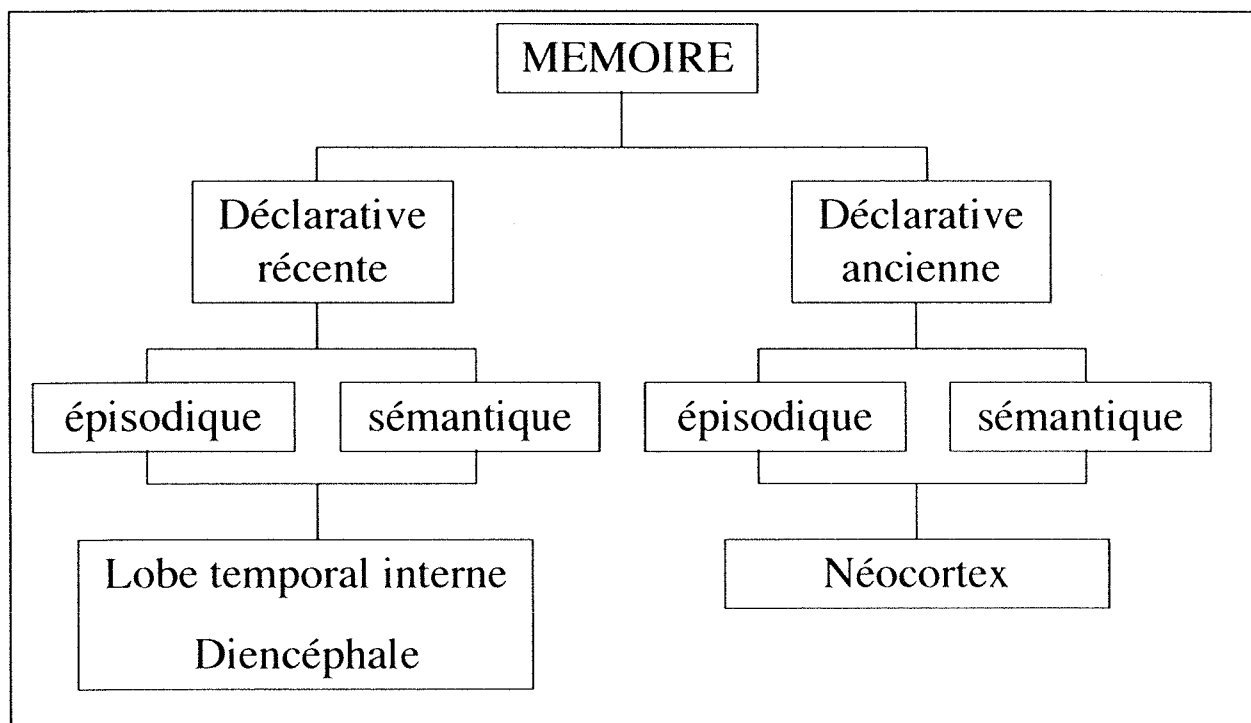 MEMOIRE
Déclarative
récente
Déclarative
ancienne
épisodique
sémantique
épisodique
sémantique
Lobe temporal interne
Diencéphale
Néocortex